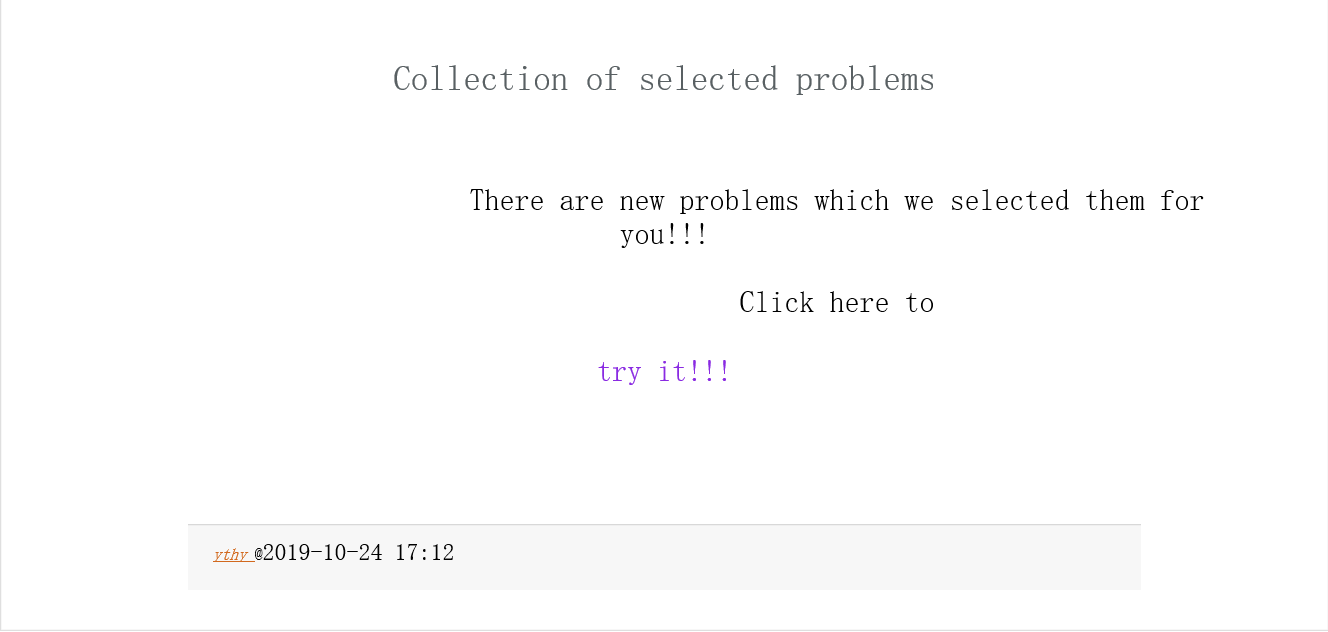 Collection of selected problems
There are new problems which we selected them for
you!!!
Click here to
try it!!!
ythy @2019-10-24 17:12